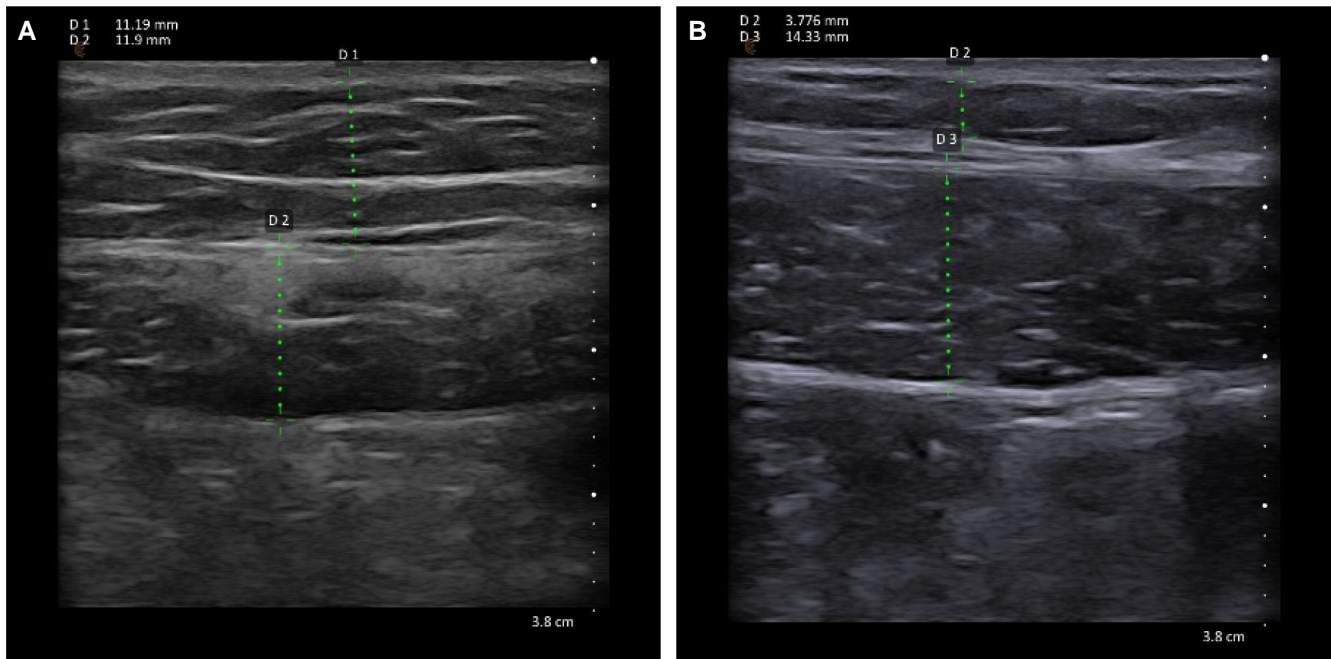 A
D 1 11.19 mm
D 2 11.9 mm
D 1
D 2
3.8 cm
B
D 2 3.776 mm
D 3 14.33 mm
D 2
D 3
3.8 cm